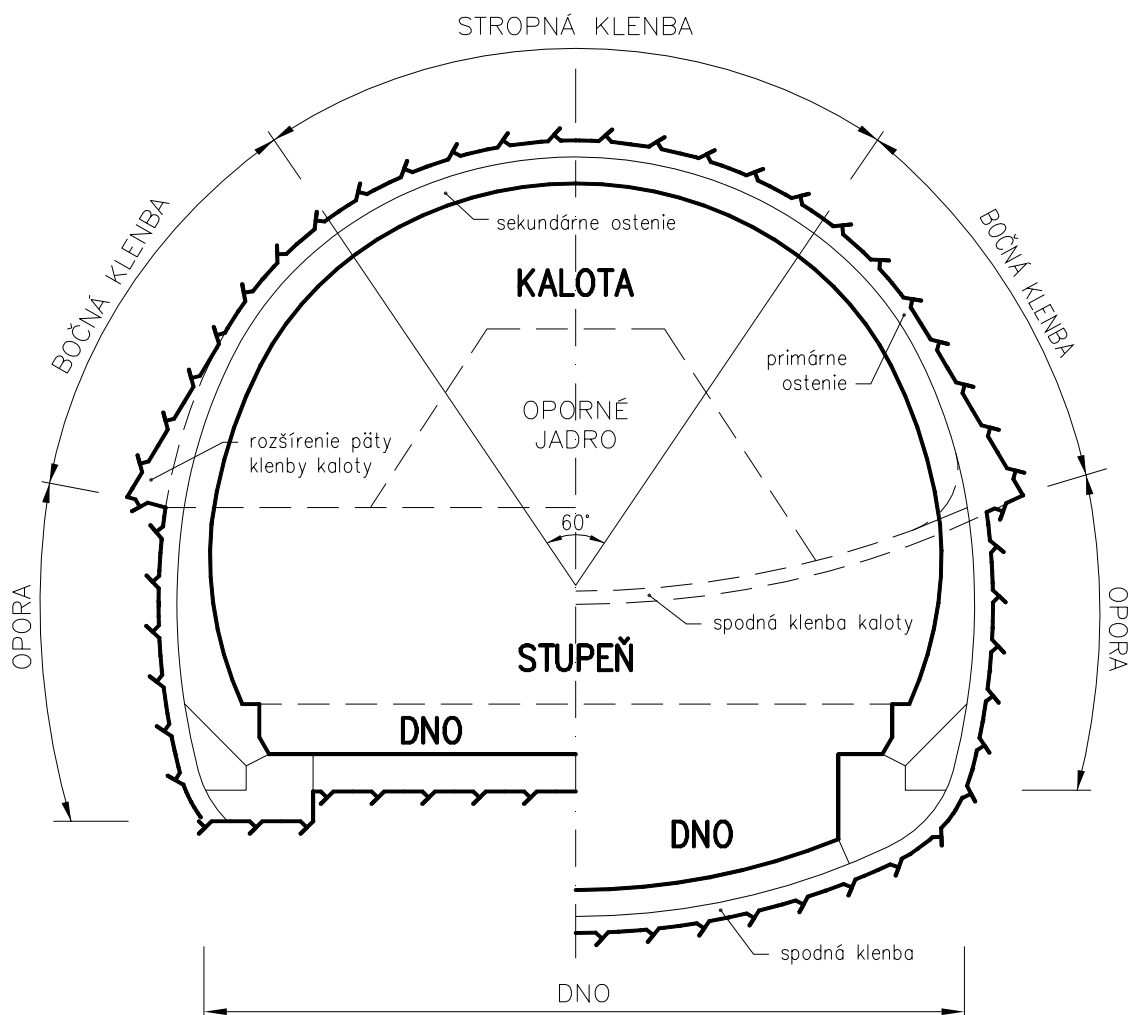 STROPNÁ KLENBA
BOČNÁ KLENBA
BOČNÁ KLENBA
sekundárne ostenie
KALOTA
primárne
ostenie
OPORNÉ
JADRO
rozšírenie päty
klenby kaloty
60°
OPORA
OPORA
spodná klenba kaloty
STUPEŇ
DNO
DNO
spodná klenba
DNO